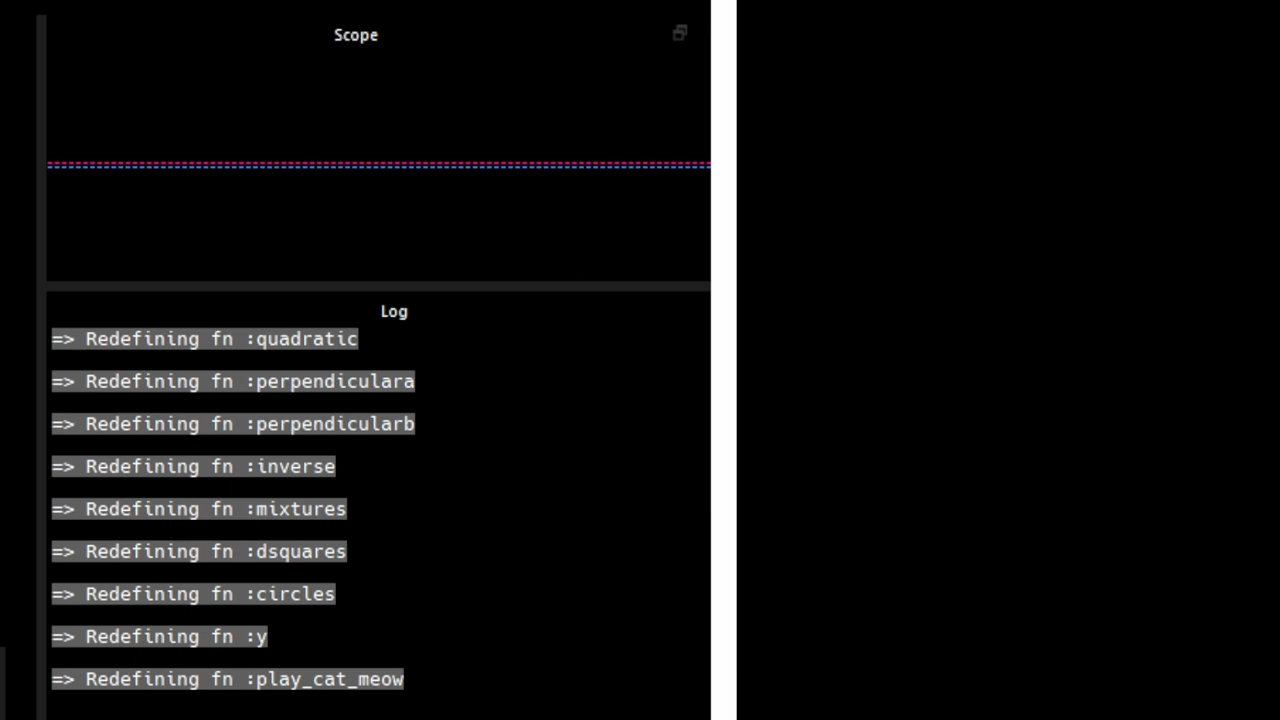 Scope
Log
=> Redefining fn :quadratic
=> Redefining fn :perpendiculara
=> Redefining fn :perpendicularb
=> Redefining fn :inverse
=> Redefining fn :mixtures
=> Redefining fn :dsquares
=> Redefining fn :circles
=> Redefining fn :y
=> Redefining fn :play_cat_meow